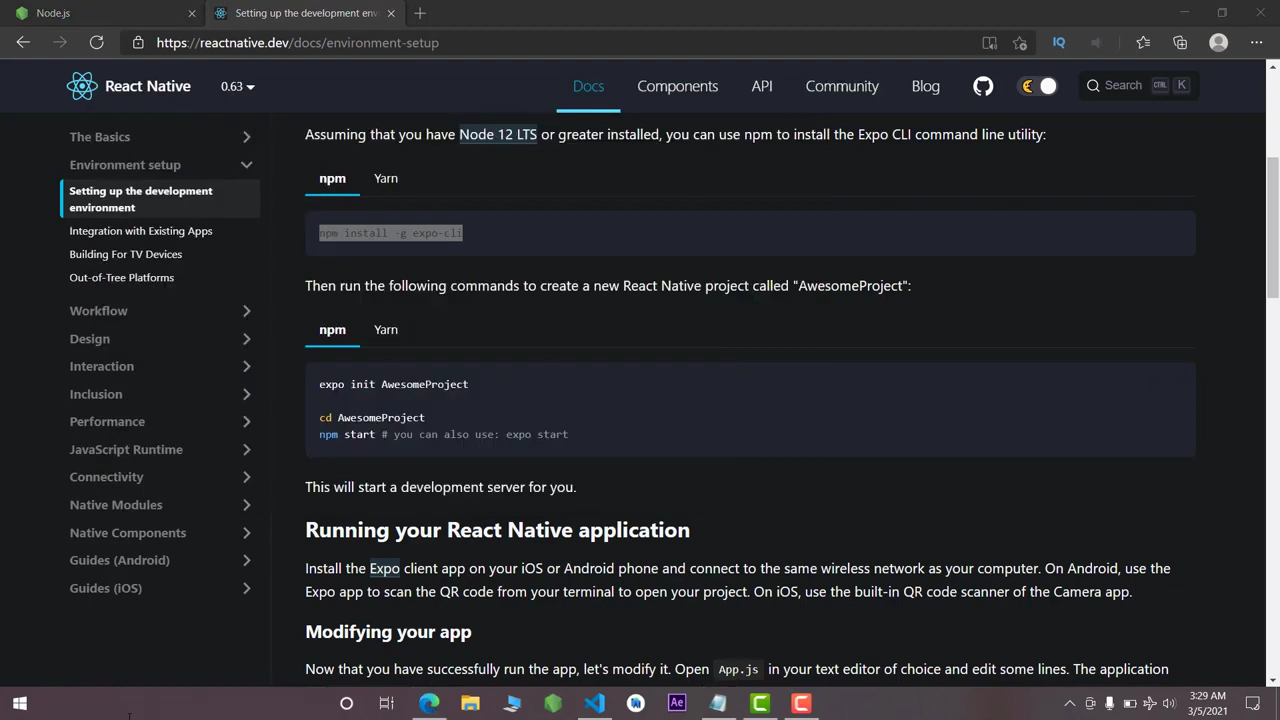 Node.js
Setting up the development envi
https://reactnative.dev/docs/environment-setup
IQ
React Native
0.63
Docs
Components
API
Community
Blog
Search
CTRL
K
The Basics
Environment setup
Setting up the development
environment
Integration with Existing Apps
Building For TV Devices
Out-of-Tree Platforms
Workflow
Design
Interaction
Inclusion
Performance
JavaScript Runtime
Connectivity
Native Modules
Native Components
Guides (Android)
Guides (iOS)
Assuming that you have Node 12 LTS or greater installed, you can use npm to install the Expo CLI command line utility:
npm
Yarn
npm install -g expo-cli
Then run the following commands to create a new React Native project called "AwesomeProject":
npm
Yarn
expo init AwesomeProject
cd AwesomeProject
npm start # you can also use: expo start
This will start a development server for you.
Running your React Native application
Install the Expo client app on your iOS or Android phone and connect to the same wireless network as your computer. On Android, use the
Expo app to scan the QR code from your terminal to open your project. On iOS, use the built-in QR code scanner of the Camera app.
Modifying your app
Now that you have successfully run the app, let's modify it. Open App.js in your text editor of choice and edit some lines. The application
Ae
3:29 AM
3/5/2021